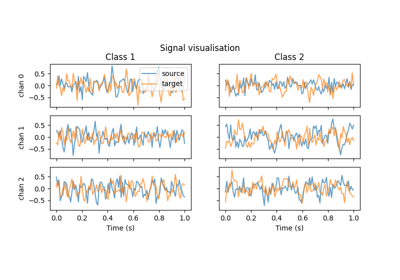 Signal visualisation
Class 1
Class 2
chan 0
0.5
0.0
−0.5
source
target
chan 1
0.5
0.0
−0.5
chan 2
0.5
0.0
−0.5
0.0 0.2 0.4 0.6 0.8 1.0
0.0 0.2 0.4 0.6 0.8 1.0
Time (s)
Time (s)